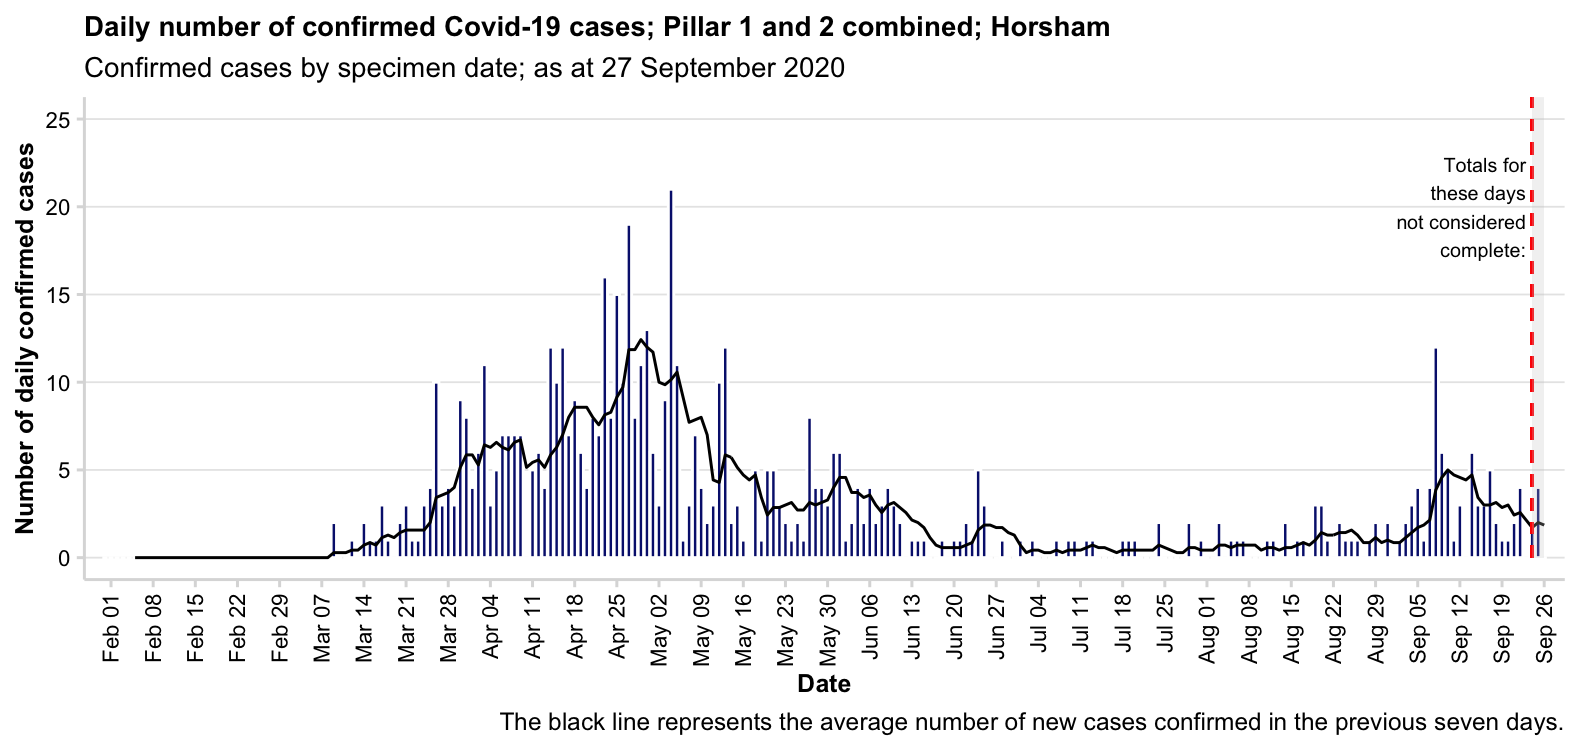 Daily number of confirmed Covid-19 cases; Pillar 1 and 2 combined; Horsham
Confirmed cases by specimen date; as at 27 September 2020
Number of daily confirmed cases
25
20
15
10
5
0
Totals for
these days
not considered
complete:
Feb 01
Feb 08
Feb 15
Feb 22
Feb 29
Mar 07
Mar 14
Mar 21
Mar 28
Apr 04
Apr 11
Apr 18
Apr 25
May 02
May 09
May 16
May 23
May 30
Jun 06
Jun 13
Jun 20
Jun 27
Jul 04
Jul 11
Jul 18
Jul 25
Aug 01
Aug 08
Aug 15
Aug 22
Aug 29
Sep 05
Sep 12
Sep 19
Sep 26
Date
The black line represents the average number of new cases confirmed in the previous seven days.